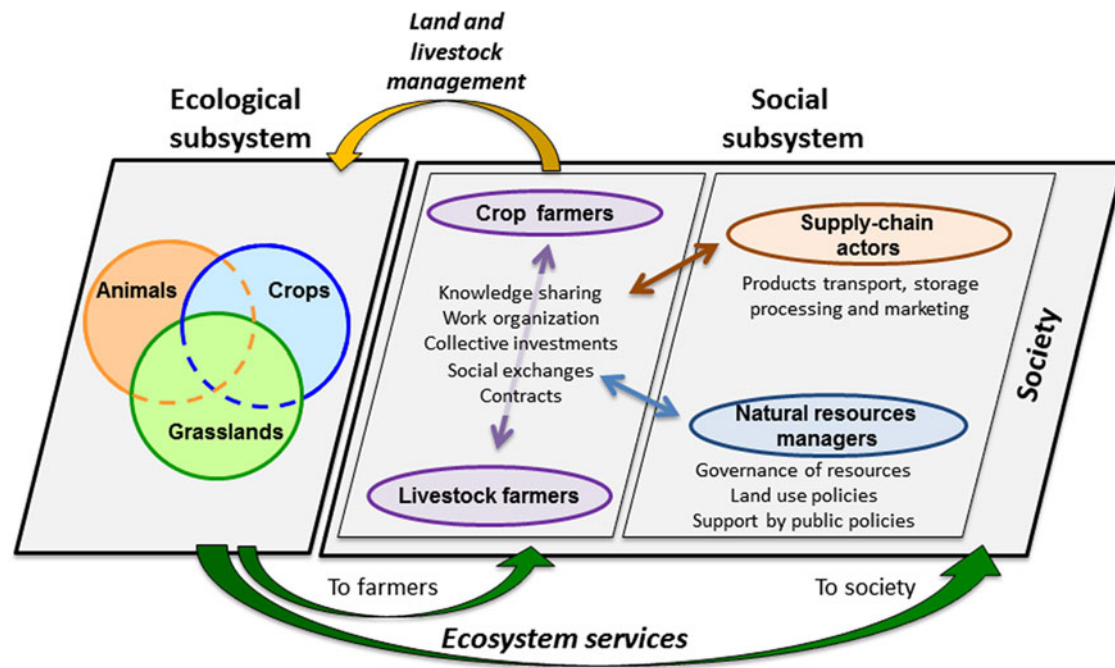 Land and
livestock
management
Ecological
subsystem
Social
subsystem
Animals
Crops
Grasslands
Crop farmers
Knowledge sharing
Work organization
Collective investments
Social exchanges
Contracts
Livestock farmers
Supply-chain
actors
Products transport, storage
processing and marketing
Natural resources
managers
Governance of resources
Land use policies
Support by public policies
Society
To farmers
To society
Ecosystem services